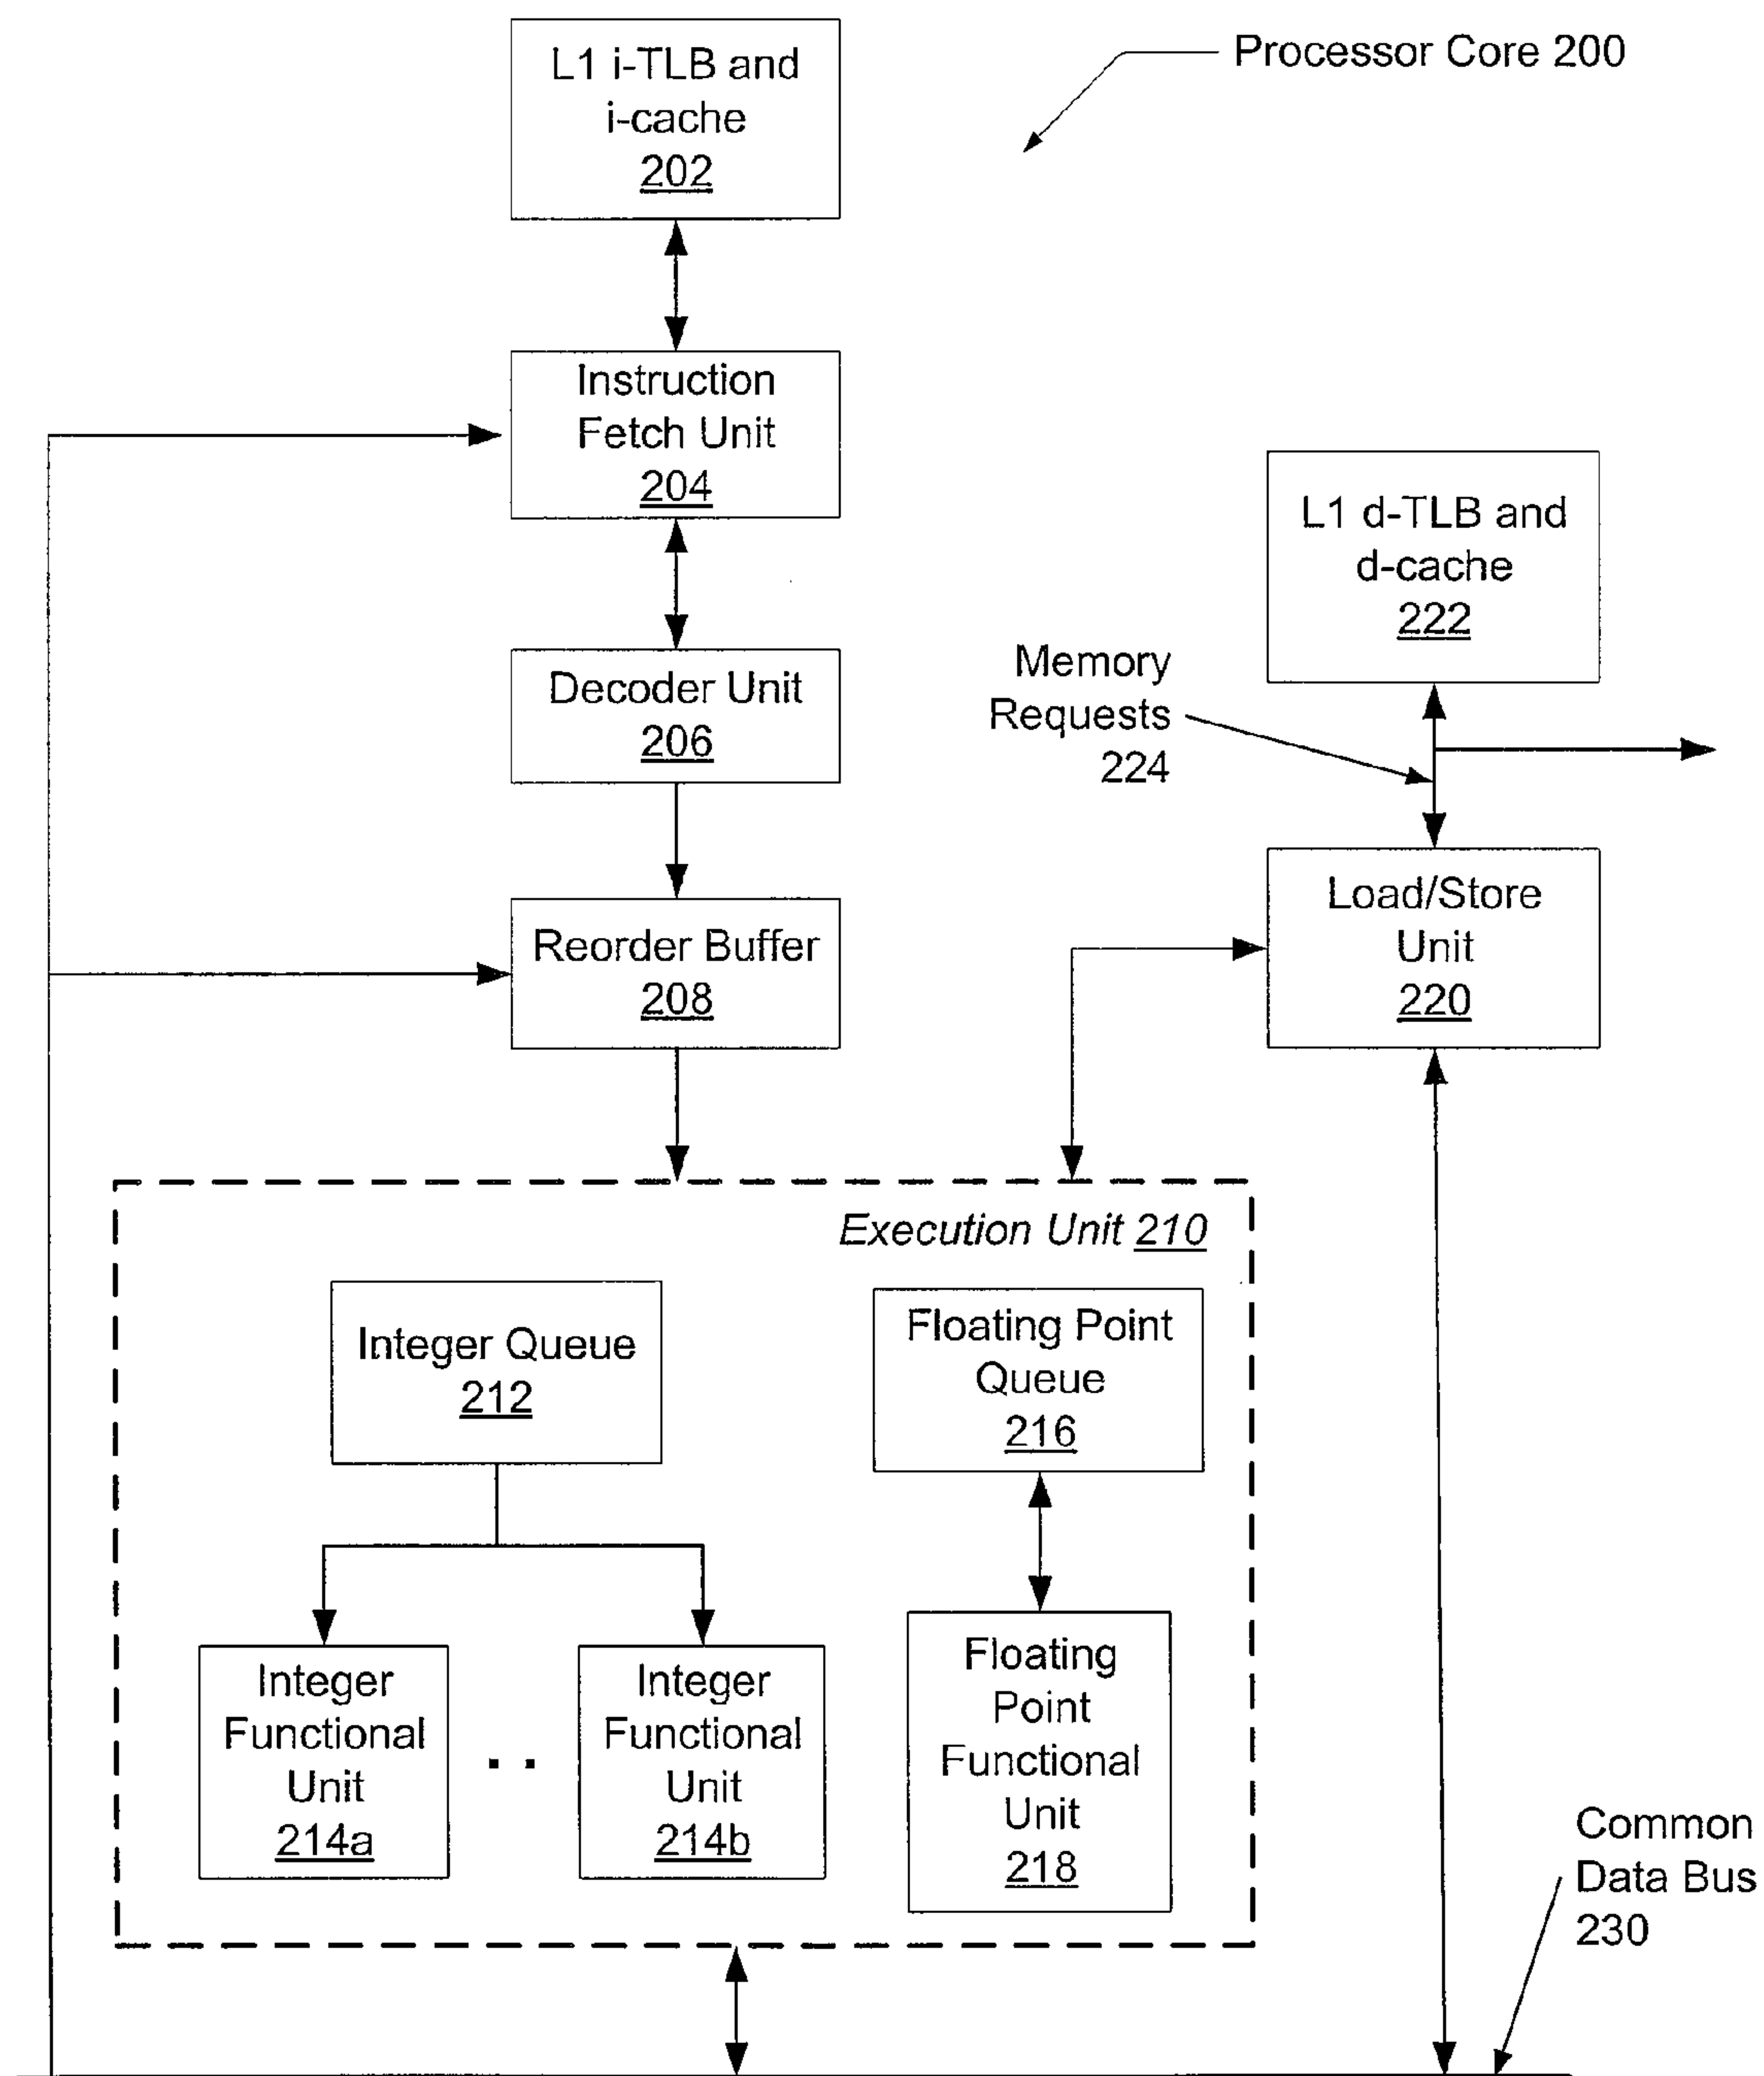 L1 i-TLB and
i-cache
202
Processor Core 200
Instruction
Fetch Unit
204
L1 d-TLB and
d-cache
222
Memory
Requests
224
Decoder Unit
206
Load/Store
Unit
220
Reorder Buffer
208
Execution Unit 210
Integer Queue
212
Floating Point
Queue
216
Integer
Functional
Unit
214a
. .
Integer
Functional
Unit
214b
Floating
Point
Functional
Unit
218
Common
Data Bus
230